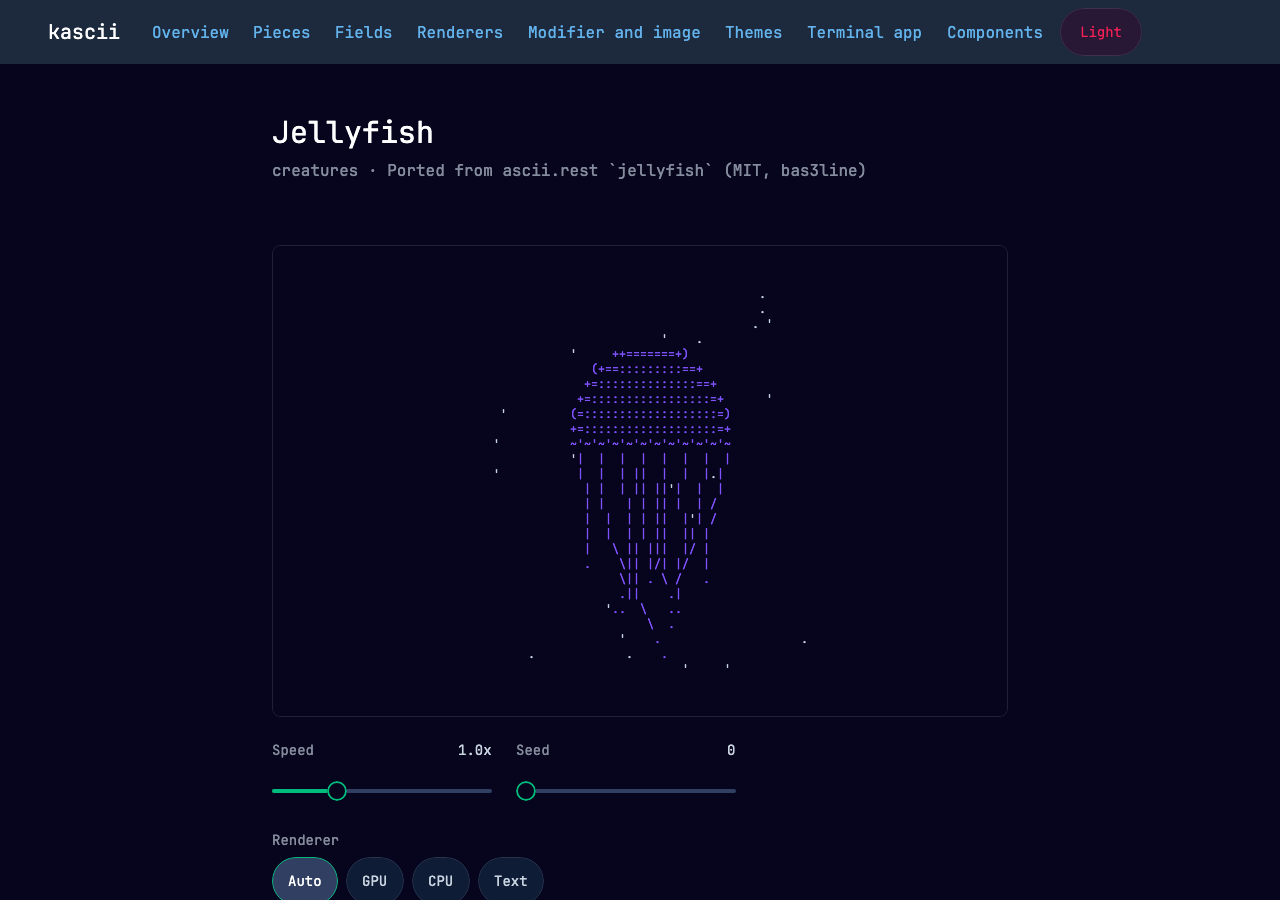 kascii Overview Pieces Fields Renderers Modifier and image Themes Terminal app Components Light
Jellyfish
creatures · Ported from ascii.rest `jellyfish` (MIT, bas3line)
Speed 1.0x Seed 0
Renderer
Auto GPU CPU Text